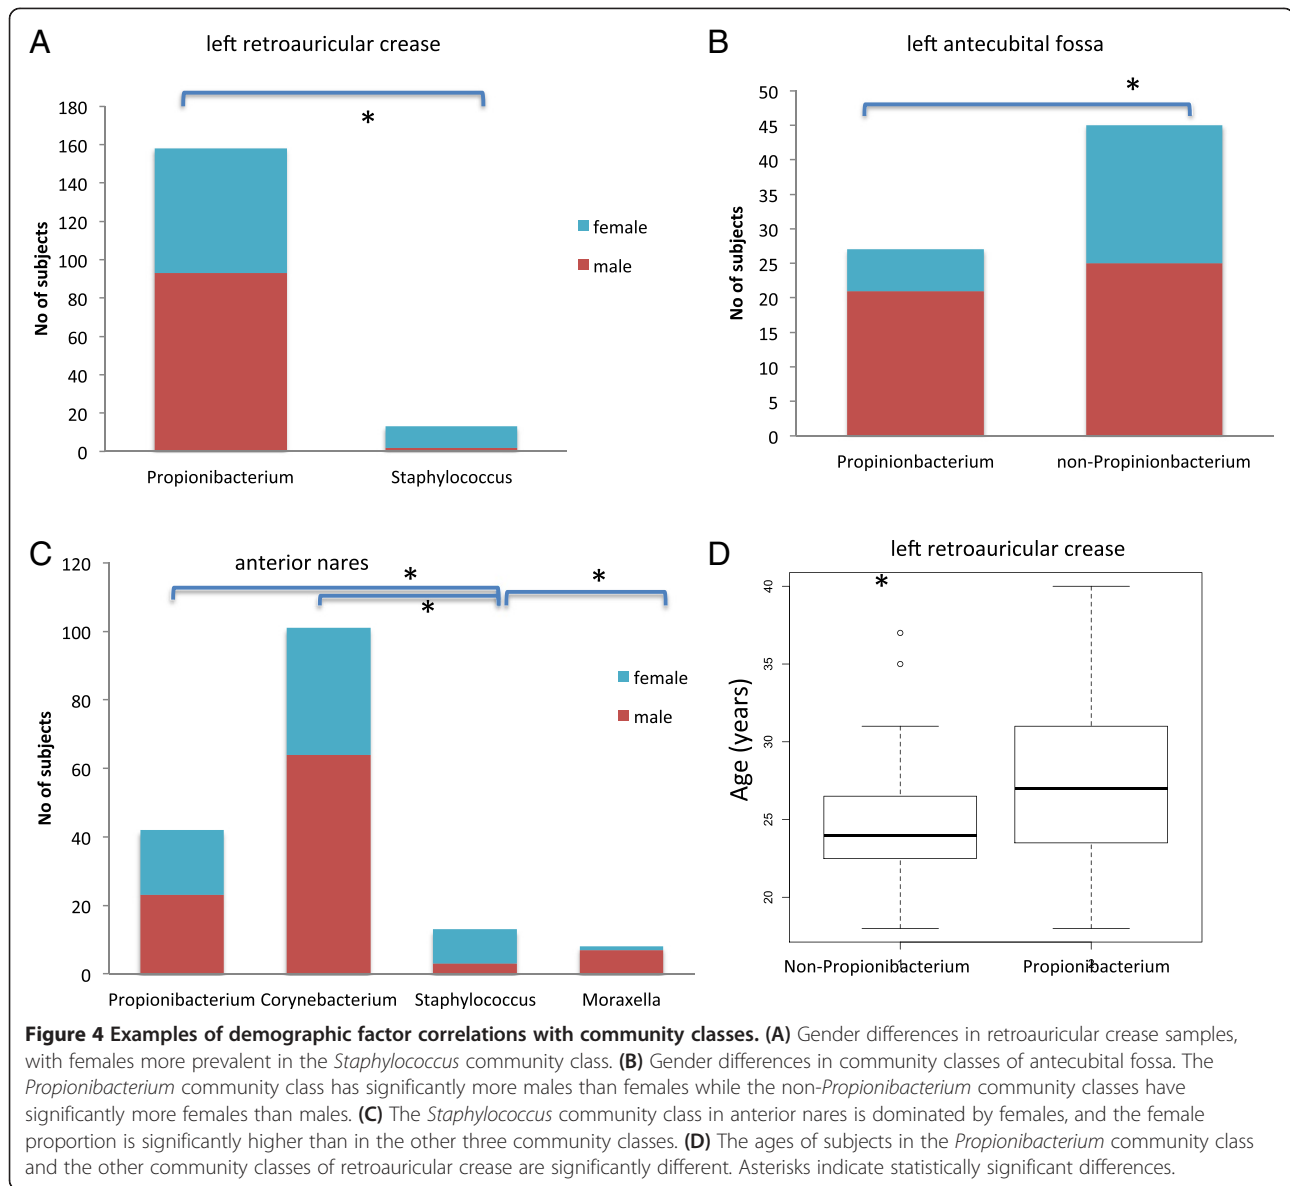 A
left retroauricular crease
*
180
160
140
120
100
80
60
40
20
0
No of subjects
Propionibacterium
Staphylococcus
female
male
B
left antecubital fossa
*
50
45
40
35
30
25
20
15
10
5
0
No of subjects
Propinionbacterium
non-Propinionbacterium
C
anterior nares
*
*
*
120
100
80
60
40
20
0
No of subjects
Propionibacterium Corynebacterium Staphylococcus Moraxella
female
male
D
left retroauricular crease
*
40
35
30
25
20
Age (years)
Non-Propionibacterium
Propionibacterium
Figure 4 Examples of demographic factor correlations with community classes. (A) Gender differences in retroauricular crease samples,
with females more prevalent in the Staphylococcus community class. (B) Gender differences in community classes of antecubital fossa. The
Propionibacterium community class has significantly more males than females while the non-Propionibacterium community classes have
significantly more females than males. (C) The Staphylococcus community class in anterior nares is dominated by females, and the female
proportion is significantly higher than in the other three community classes. (D) The ages of subjects in the Propionibacterium community class
and the other community classes of retroauricular crease are significantly different. Asterisks indicate statistically significant differences.